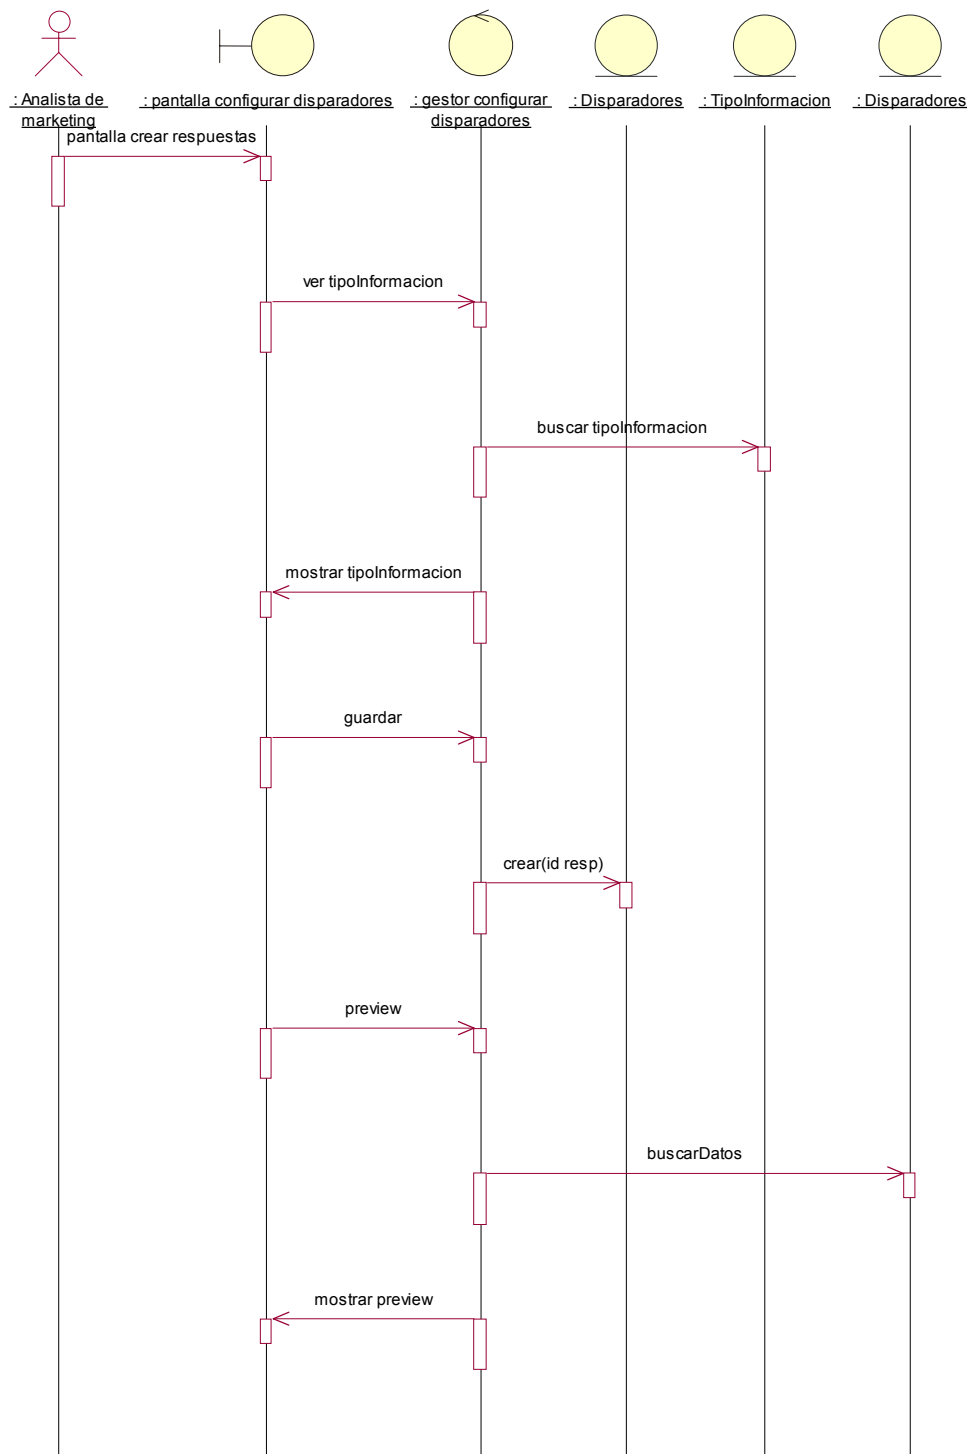 : Analista de
marketing
: pantalla configurar disparadores
: gestor configurar
disparadores
: Disparadores
: TipoInformacion
: Disparadores
pantalla crear respuestas
ver tipoInformacion
buscar tipoInformacion
mostrar tipoInformacion
guardar
crear(id resp)
preview
buscarDatos
mostrar preview